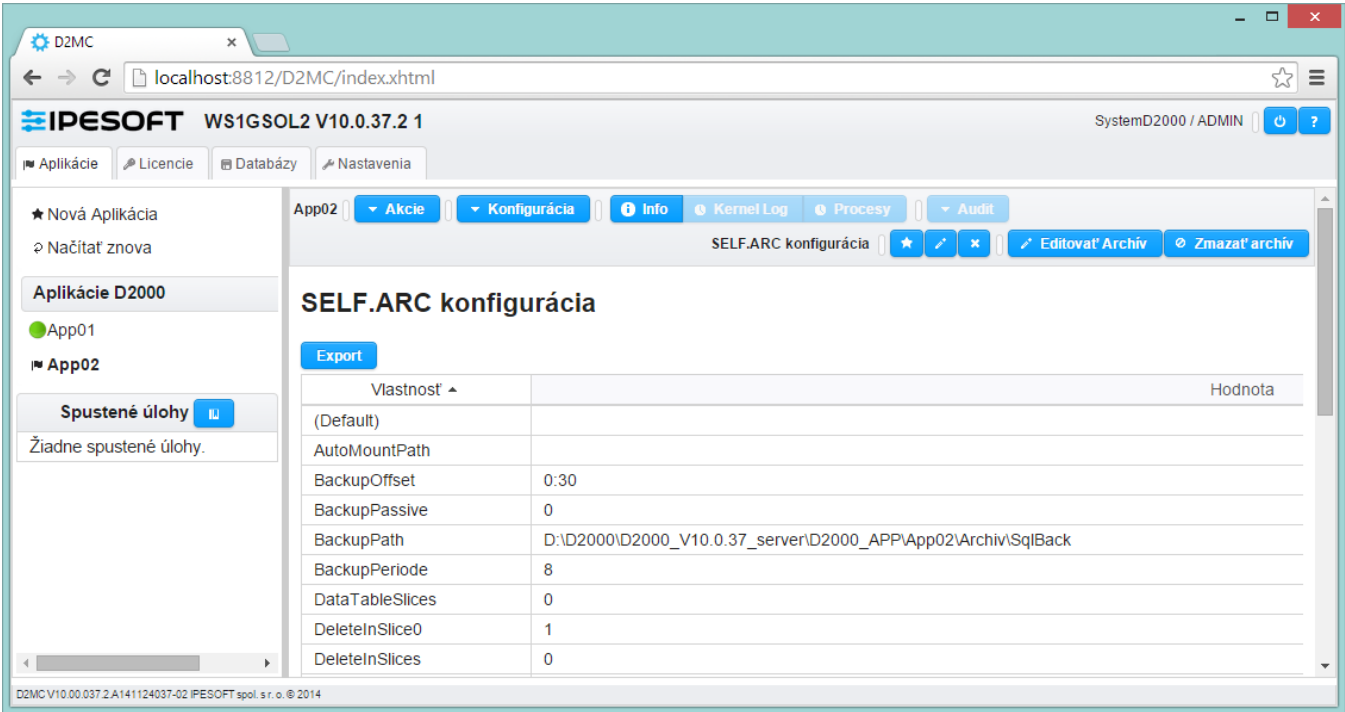 D2MC
localhost:8812/D2MC/index.xhtml
IPESOFT WS1GSOL2 V10.0.37.2 1 SystemD2000 / ADMIN ?
Aplikácie Licencie Databázy Nastavenia
Nová Aplikácia
Načítať znova
Aplikácie D2000
App01
App02
Spustené úlohy
Žiadne spustené úlohy.
App02 Akcie Konfigurácia Info Kernel Log Procesy Audit
SELF.ARC konfigurácia Editovať Archív Zmazať archív
SELF.ARC konfigurácia
Export
Vlastnosť Hodnota
(Default)
AutoMountPath
BackupOffset 0:30
BackupPassive 0
BackupPath D:\D2000\D2000_V10.0.37_server\D2000_APP\App02\Archiv\SqlBack
BackupPeriode 8
DataTableSlices 0
DeleteInSlice0 1
DeleteInSlices 0
D2MC V10.00.037.2.A141124037-02 IPESOFT spol. s r. o. © 2014